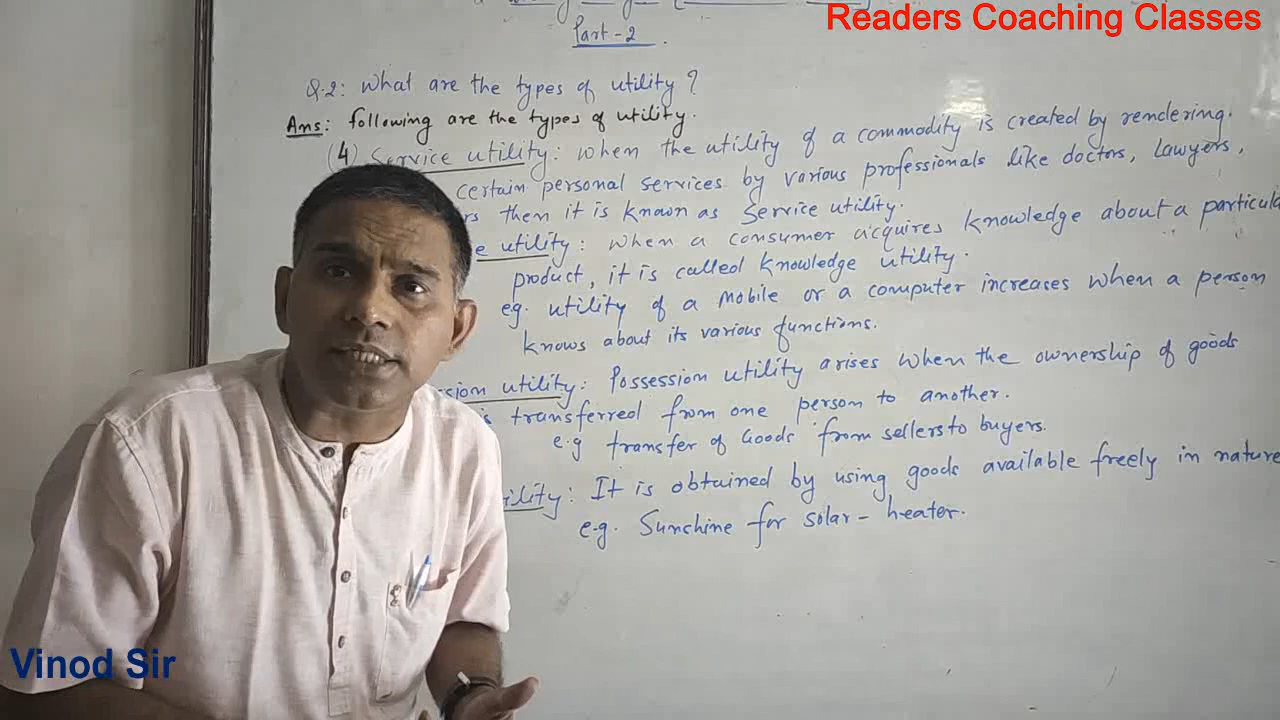 Readers Coaching Classes
Part-2
Q.2: What are the types of utility?
Ans: following are the types of utility.
(4) Service utility: when the utility of a commodity is created by rendering.
certain personal services by various professionals like doctors, Lawyers,
then it is known as Service utility.
utility: when a consumer acquires knowledge about a particula
product, it is called knowledge utility.
eg. utility of a mobile or a computer increases when a person
knows about its various functions.
utility: Possession utility arises when the ownership of goods
is transferred from one person to another.
e.g transfer of Goods from sellers to buyers.
It is obtained by using goods available freely in nature
e.g. Sunchine for solar-heater.
Vinod Sir